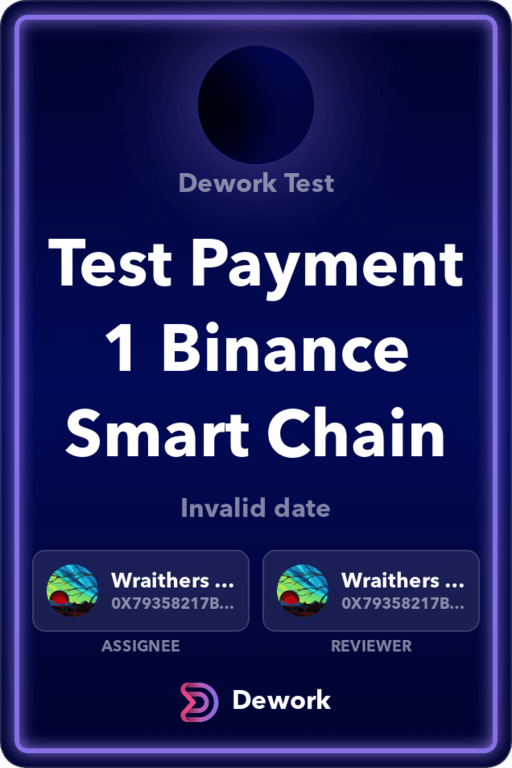 Dework Test
Test Payment
1 Binance
Smart Chain
Invalid date
Wraithers ...
0X79358217B...
Wraithers ...
0X79358217B...
ASSIGNEE
REVIEWER
Dework